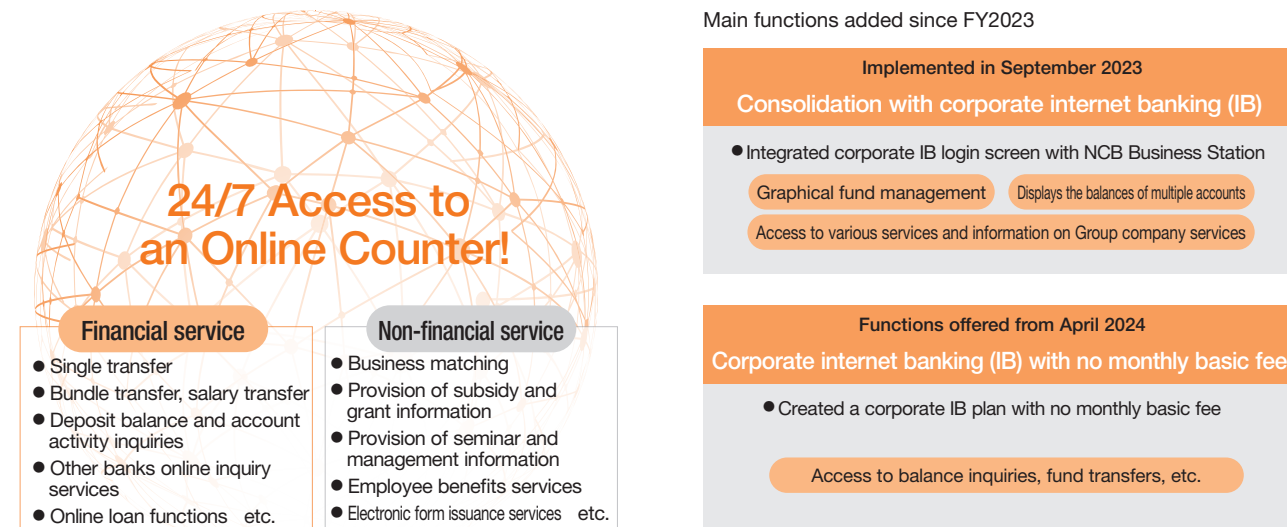 24/7 Access to
an Online Counter!
Financial service
● Single transfer
● Bundle transfer, salary transfer
● Deposit balance and account
activity inquiries
● Other banks online inquiry
services
● Online loan functions etc.
Non-financial service
● Business matching
● Provision of subsidy and
grant information
● Provision of seminar and
management information
● Employee benefits services
● Electronic form issuance services etc.
Main functions added since FY2023
Implemented in September 2023
Consolidation with corporate internet banking (IB)
● Integrated corporate IB login screen with NCB Business Station
Graphical fund management
Displays the balances of multiple accounts
Access to various services and information on Group company services
Functions offered from April 2024
Corporate internet banking (IB) with no monthly basic fee
● Created a corporate IB plan with no monthly basic fee
Access to balance inquiries, fund transfers, etc.